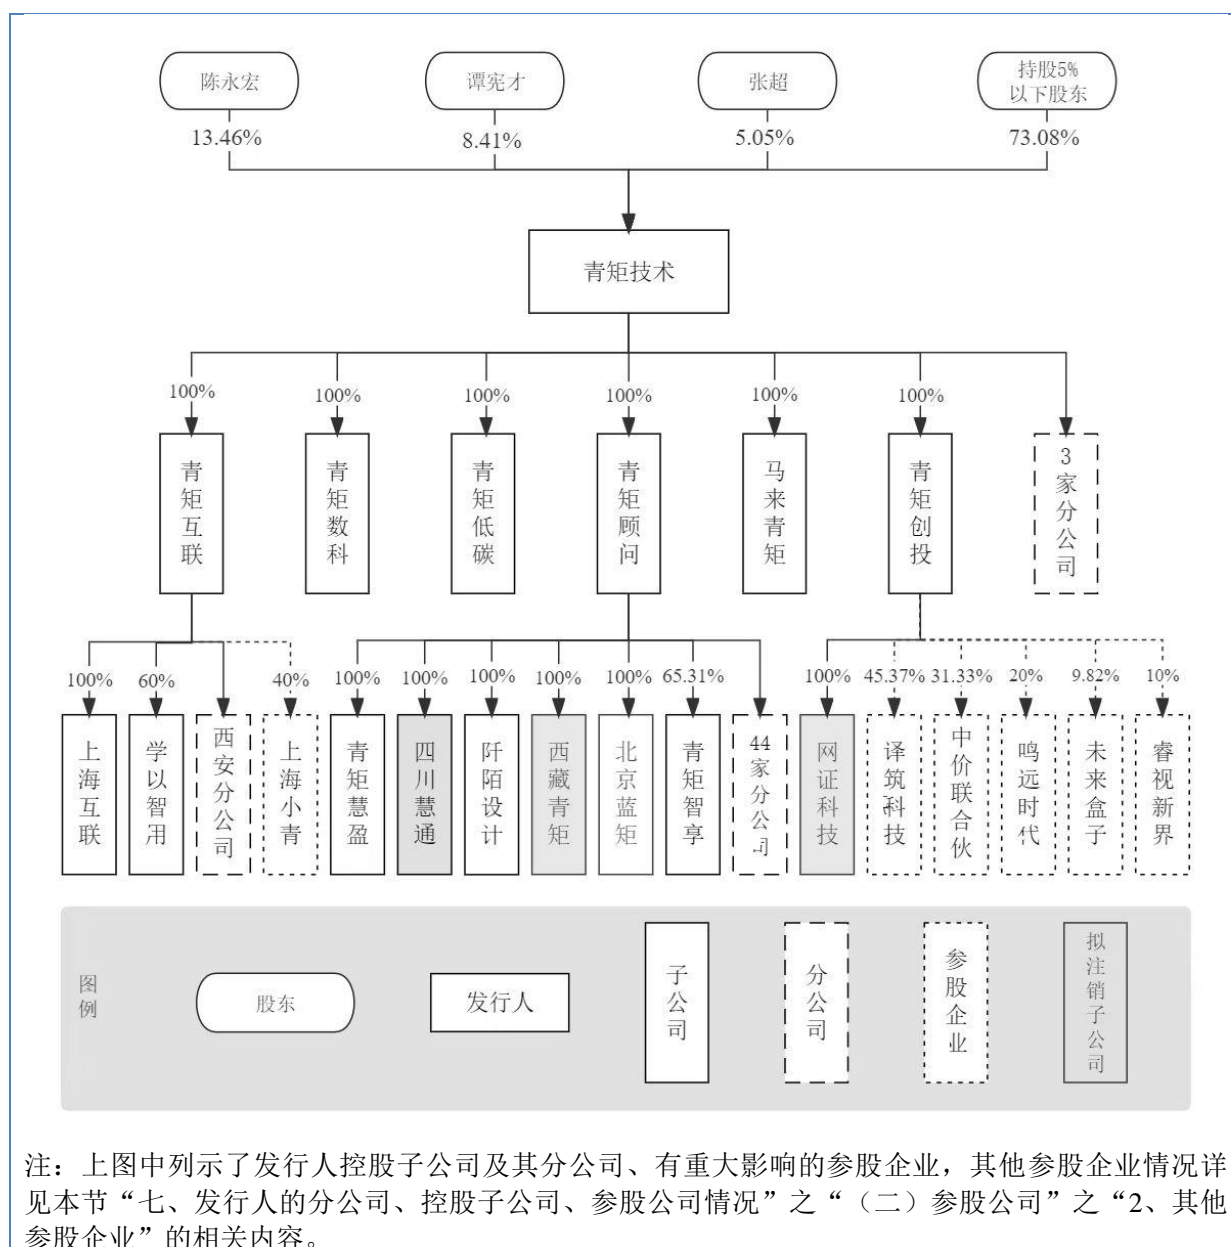 陈永宏
谭宪才
张超
持股5%
以下股东
13.46%
8.41%
5.05%
73.08%
青矩技术
100%
100%
100%
100%
100%
100%
青矩互联
青矩数科
青矩低碳
青矩顾问
马来青矩
青矩创投
3家分公司
100%
60%
40%
100%
100%
100%
100%
100%
65.31%
100%
45.37%
31.33%
20%
9.82%
10%
上海互联
学以智用
西安分公司
上海小青
青矩慧盈
四川慧通
阡陌设计
西藏青矩
北京蓝矩
青矩智享
44家分公司
网证科技
译筑科技
中价联合伙
鸣远时代
未来盒子
睿视新界
图例
股东
发行人
子公司
分公司
参股企业
拟注销子公司
注：上图中列示了发行人控股子公司及其分公司、有重大影响的参股企业，其他参股企业情况详
见本节“七、发行人的分公司、控股子公司、参股公司情况”之“（二）参股公司”之“2、其他
参股企业”的相关内容。